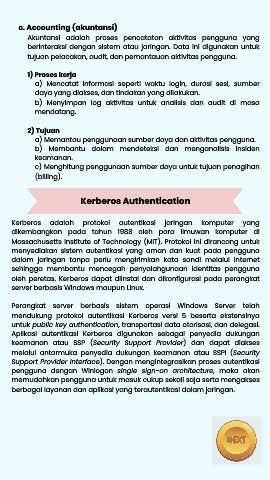 c. Accounting (akuntansi)
Akuntansi adalah proses pencatatan aktivitas pengguna yang
berinteraksi dengan sistem atau jaringan. Data ini digunakan untuk
tujuan pelacakan, audit, dan pemantauan aktivitas pengguna.
1) Proses kerja
a) Mencatat informasi seperti waktu login, durasi sesi, sumber
daya yang diakses, dan tindakan yang dilakukan.
b) Menyimpan log aktivitas untuk analisis dan audit di masa
mendatang.
2) Tujuan
a) Memantau penggunaan sumber daya dan aktivitas pengguna.
b) Membantu dalam mendeteksi dan menganalisis insiden
keamanan.
c) Menghitung penggunaan sumber daya untuk tujuan penagihan
(billing).
Kerberos Authentication
Kerberos adalah protokol autentikasi jaringan komputer yang
dikembangkan pada tahun 1988 oleh para ilmuwan komputer di
Massachusetts Institute of Technology (MIT). Protokol ini dirancang untuk
menyediakan sistem autentikasi yang aman dan kuat pada pengguna
dalam jaringan tanpa perlu mengirimkan kata sandi melalui internet
sehingga membantu mencegah penyalahgunaan identitas pengguna
oleh peretas. Kerberos dapat diinstal dan dikonfigurasi pada perangkat
server berbasis Windows maupun Linux.
Perangkat server berbasis sistem operasi Windows Server telah
mendukung protokol autentikasi Kerberos versi 5 beserta ekstensinya
untuk public key authentication, transportasi data otorisasi, dan delegasi.
Aplikasi autentikasi Kerberos digunakan sebagai penyedia dukungan
keamanan atau SSP (Security Support Provider) dan dapat diakses
melalui antarmuka penyedia dukungan keamanan atau SSPI (Security
Support Provider Interface). Dengan mengintegrasikan proses autentikasi
pengguna dengan Winlogon single sign-on architecture, maka akan
memudahkan pengguna untuk masuk cukup sekali saja serta mengakses
berbagai layanan dan aplikasi yang terautentikasi dalam jaringan.
NEXT